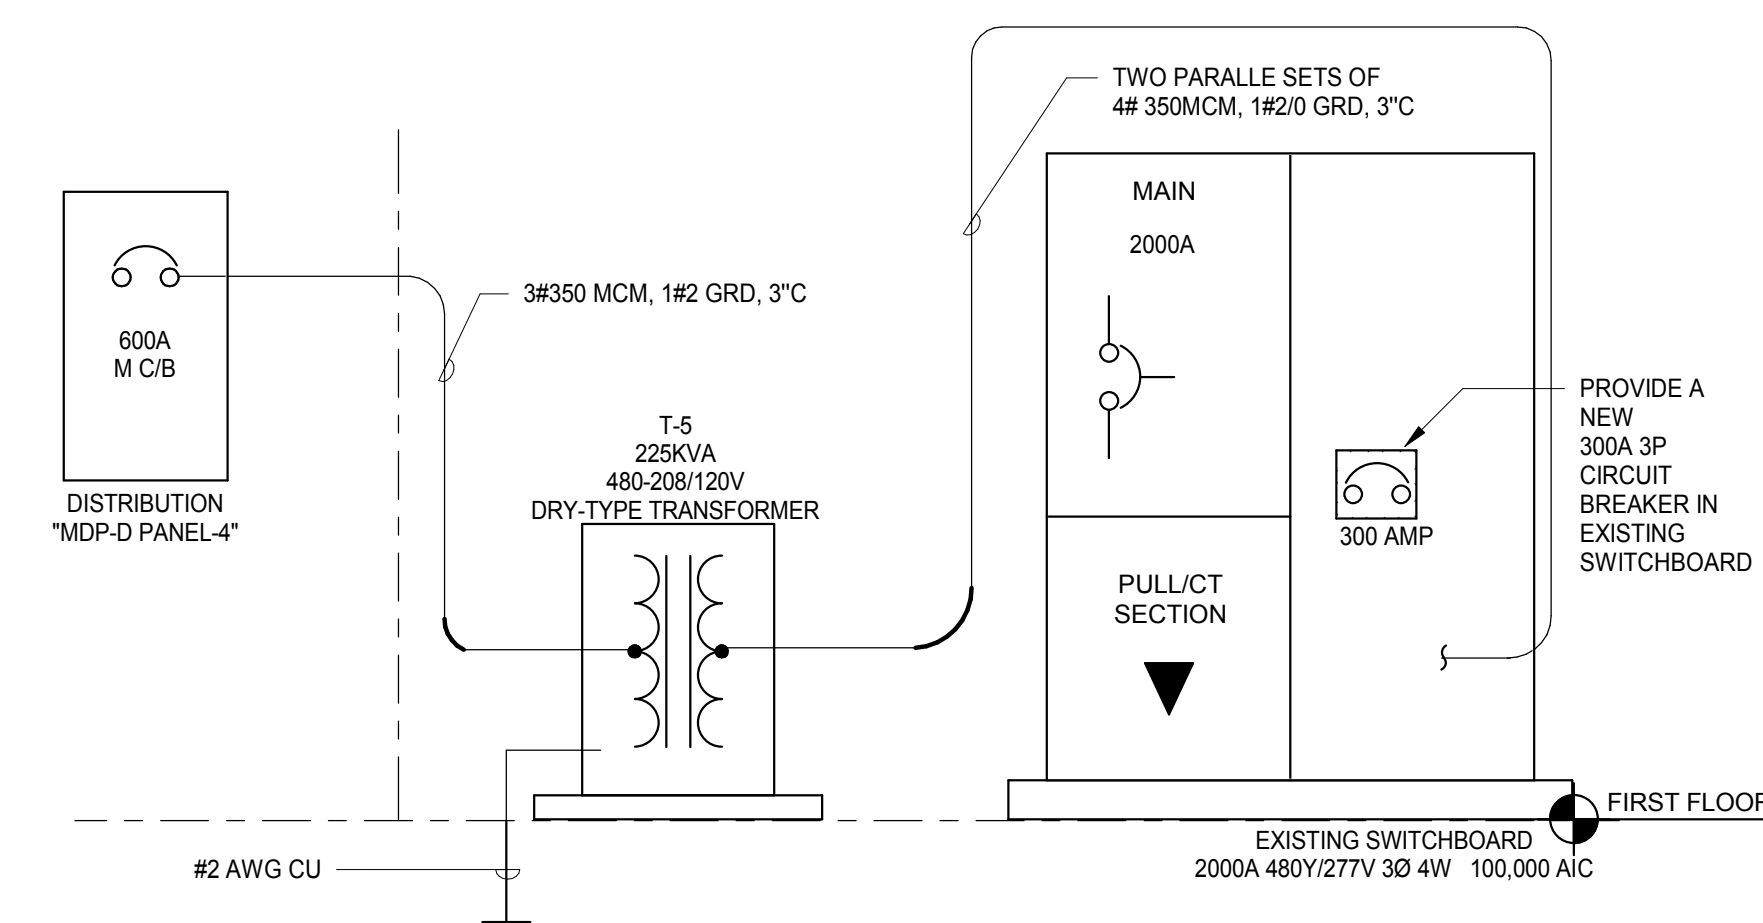 TWO PARALLE SETS OF
4# 350MCM, 1#2/0 GRD, 3"C
MAIN
2000A
3#350 MCM, 1#2 GRD, 3"C
600A
M C/B
DISTRIBUTION
"MDP-D PANEL-4"
T-5
225KVA
480-208/120V
DRY-TYPE TRANSFORMER
PROVIDE A
NEW
300A 3P
CIRCUIT
BREAKER IN
EXISTING
SWITCHBOARD
300 AMP
PULL/CT
SECTION
FIRST FLOOR
EXISTING SWITCHBOARD
2000A 480Y/277V 3Ø 4W 100,000 AIC
#2 AWG CU